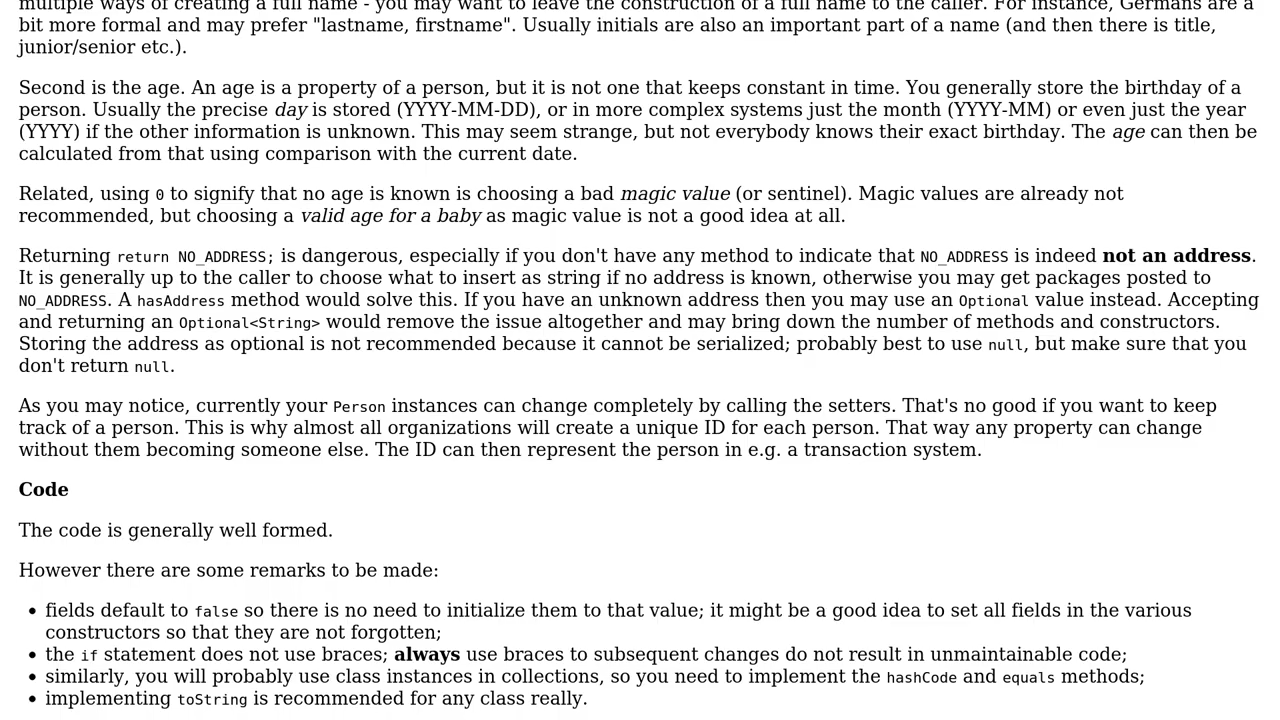 multiple ways of creating a full name - you may want to leave the construction of a full name to the caller. For instance, Germans are a
bit more formal and may prefer "lastname, firstname". Usually initials are also an important part of a name (and then there is title,
junior/senior etc.).
Second is the age. An age is a property of a person, but it is not one that keeps constant in time. You generally store the birthday of a
person. Usually the precise day is stored (YYYY-MM-DD), or in more complex systems just the month (YYYY-MM) or even just the year
(YYYY) if the other information is unknown. This may seem strange, but not everybody knows their exact birthday. The age can then be
calculated from that using comparison with the current date.
Related, using 0 to signify that no age is known is choosing a bad magic value (or sentinel). Magic values are already not
recommended, but choosing a valid age for a baby as magic value is not a good idea at all.
Returning return NO_ADDRESS; is dangerous, especially if you don't have any method to indicate that NO_ADDRESS is indeed not an address.
It is generally up to the caller to choose what to insert as string if no address is known, otherwise you may get packages posted to
NO_ADDRESS. A hasAddress method would solve this. If you have an unknown address then you may use an Optional value instead. Accepting
and returning an Optional<String> would remove the issue altogether and may bring down the number of methods and constructors.
Storing the address as optional is not recommended because it cannot be serialized; probably best to use null, but make sure that you
don't return null.
As you may notice, currently your Person instances can change completely by calling the setters. That's no good if you want to keep
track of a person. This is why almost all organizations will create a unique ID for each person. That way any property can change
without them becoming someone else. The ID can then represent the person in e.g. a transaction system.
Code
The code is generally well formed.
However there are some remarks to be made:
• fields default to false so there is no need to initialize them to that value; it might be a good idea to set all fields in the various
constructors so that they are not forgotten;
• the if statement does not use braces; always use braces to subsequent changes do not result in unmaintainable code;
• similarly, you will probably use class instances in collections, so you need to implement the hashCode and equals methods;
• implementing toString is recommended for any class really.